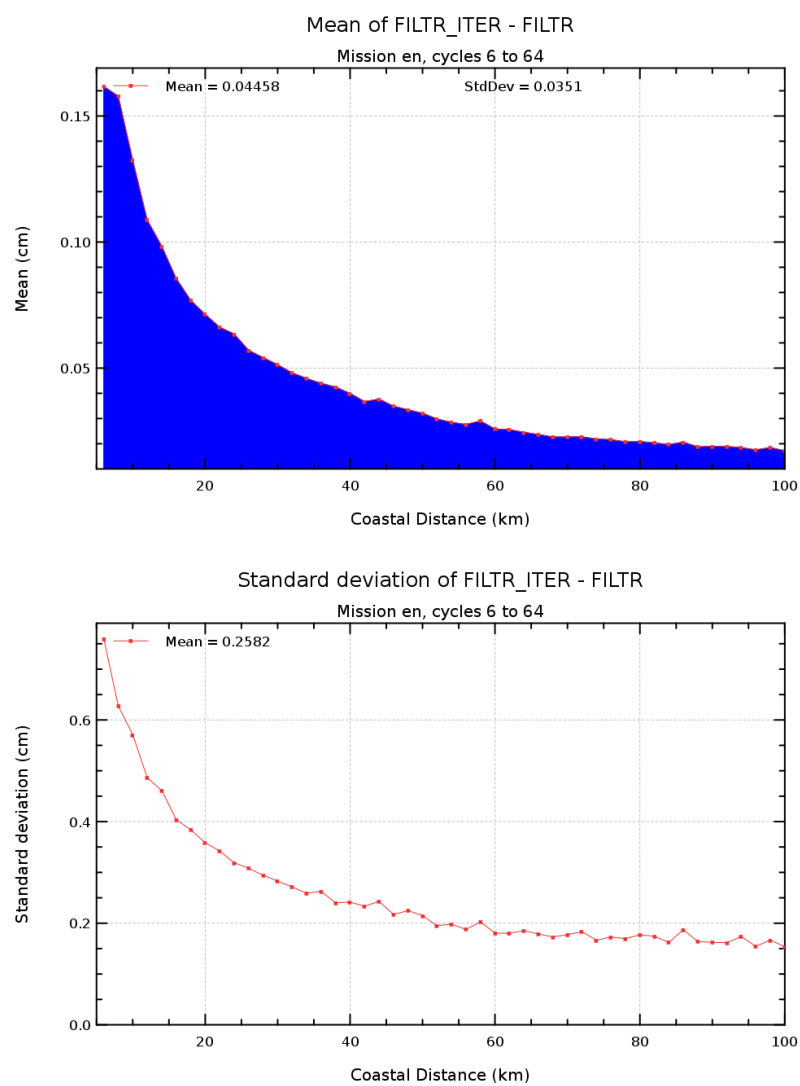 Mean of FILTR_ITER - FILTR
Mission en, cycles 6 to 64
Mean = 0.04458 StdDev = 0.0351
0.15
0.10
0.05
Mean (cm)
20 40 60 80 100
Coastal Distance (km)
Standard deviation of FILTR_ITER - FILTR
Mission en, cycles 6 to 64
Mean = 0.2582
0.6
0.4
0.2
0.0
Standard deviation (cm)
20 40 60 80 100
Coastal Distance (km)